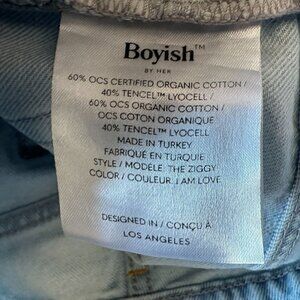 Boyish™
BY HER
60% OCS CERTIFIED ORGANIC COTTON /
40% TENCEL™ LYOCELL /
60% OCS ORGANIC COTTON /
OCS COTON ORGANIQUE
40% TENCEL™ LYOCELL
MADE IN TURKEY
FABRIQUÉ EN TURQUIE
STYLE / MODÈLE: THE ZIGGY
COLOR / COULEUR: I AM LOVE
DESIGNED IN / CONÇU À
LOS ANGELES